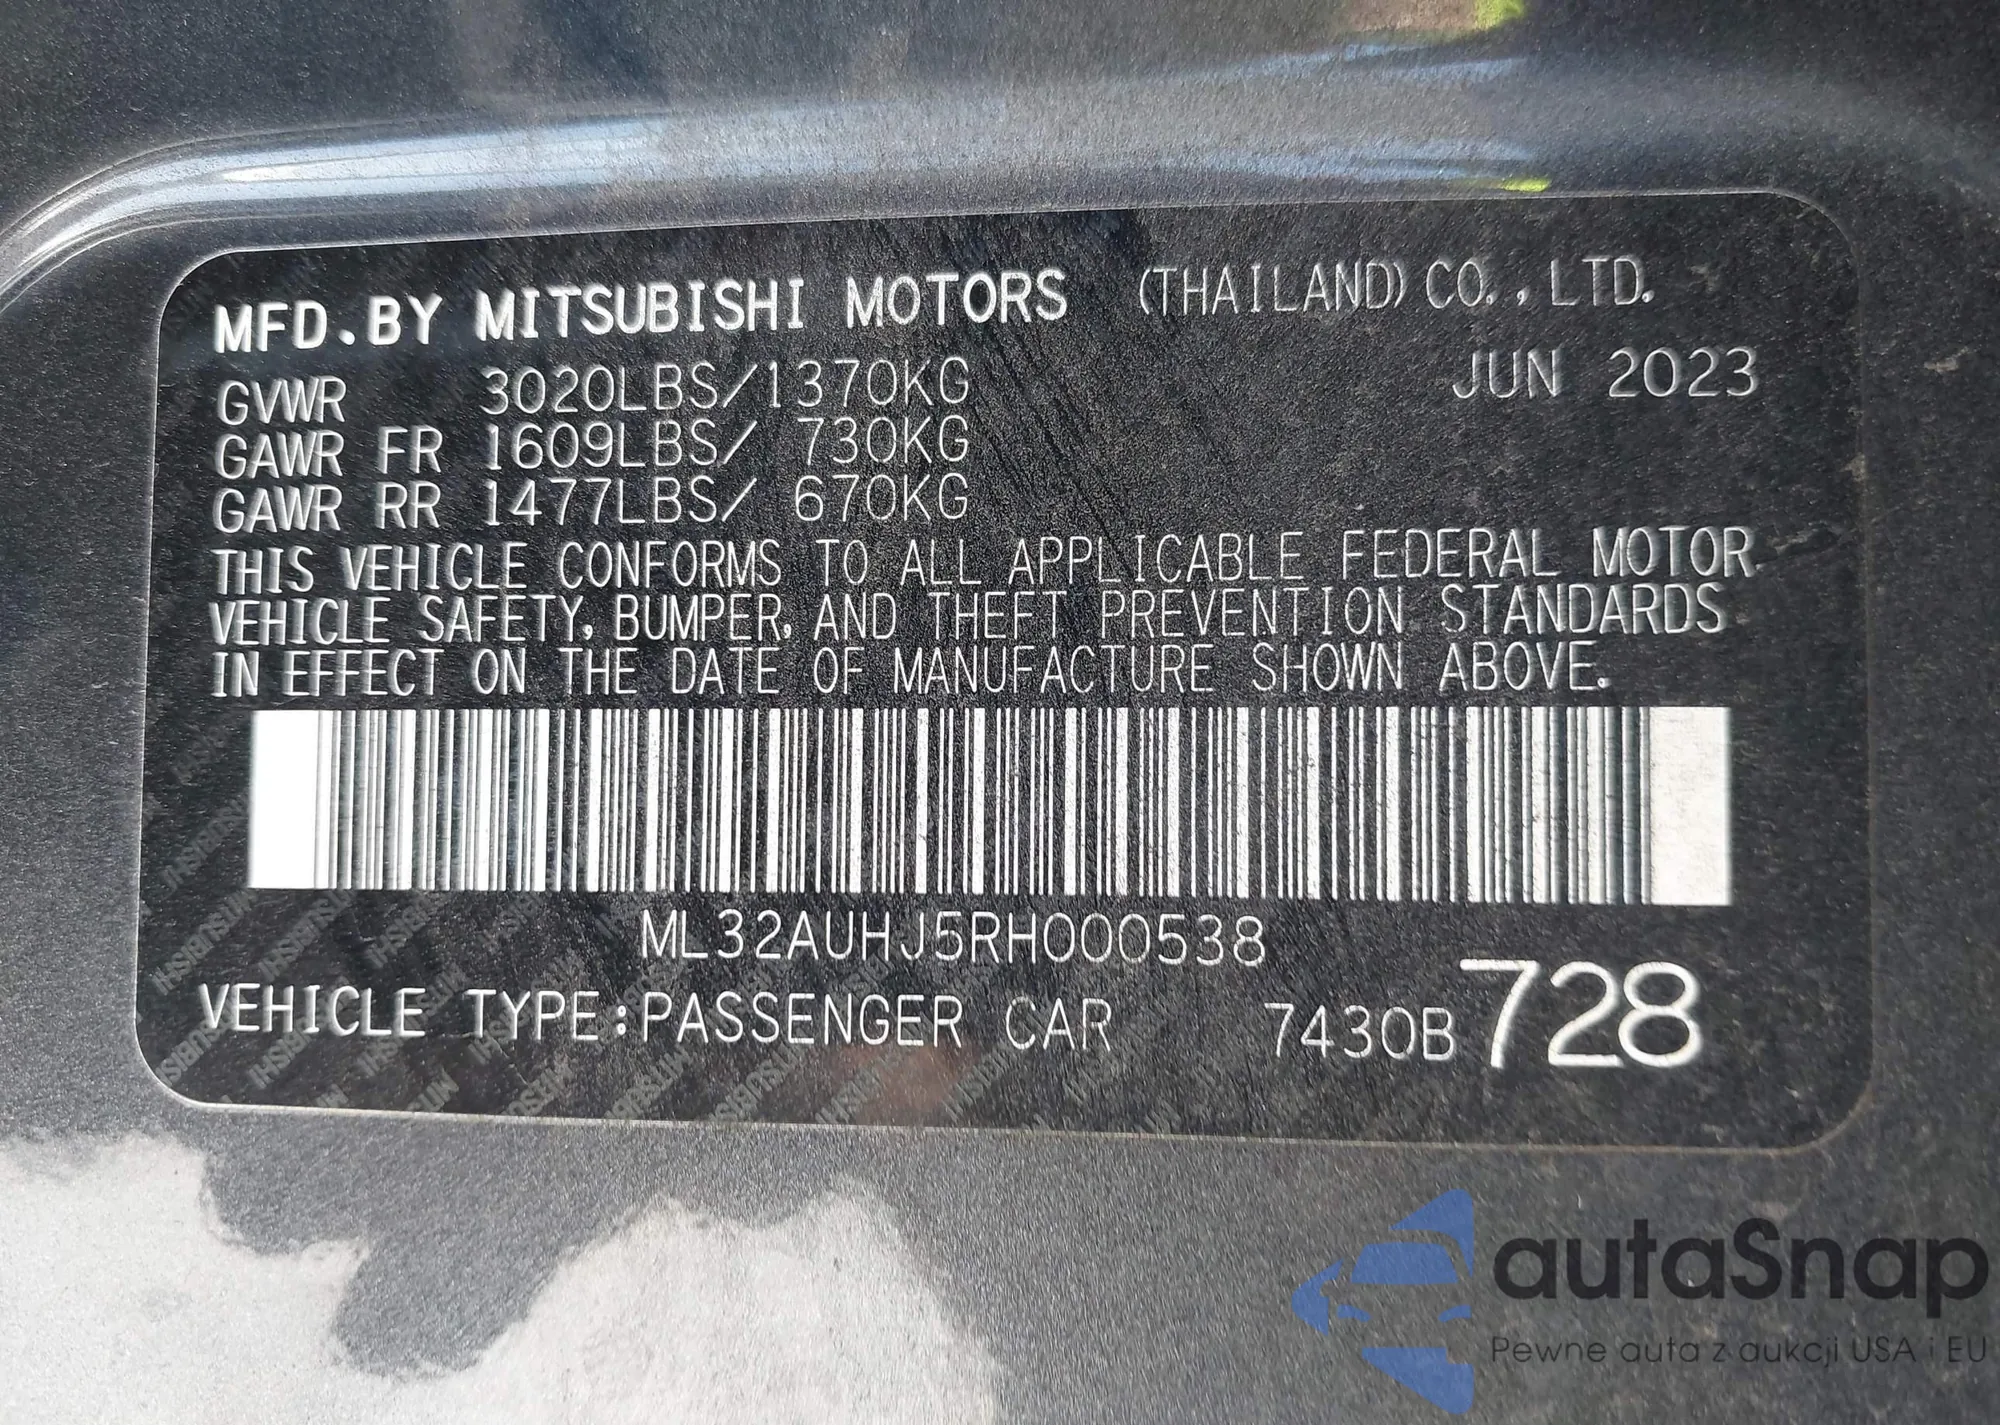 MFD.BY MITSUBISHI MOTORS (THAILAND) CO.,LTD.
GVWR 3020LBS/1370KG JUN 2023
GAWR FR 1609LBS/ 730KG
GAWR RR 1477LBS/ 670KG
THIS VEHICLE CONFORMS TO ALL APPLICABLE FEDERAL MOTOR
VEHICLE SAFETY, BUMPER, AND THEFT PREVENTION STANDARDS
IN EFFECT ON THE DATE OF MANUFACTURE SHOWN ABOVE.
ML32AUHJ5RH000538
VEHICLE TYPE:PASSENGER CAR 7430B 728
autaSnap
Pewne auta z aukcji USA i EU